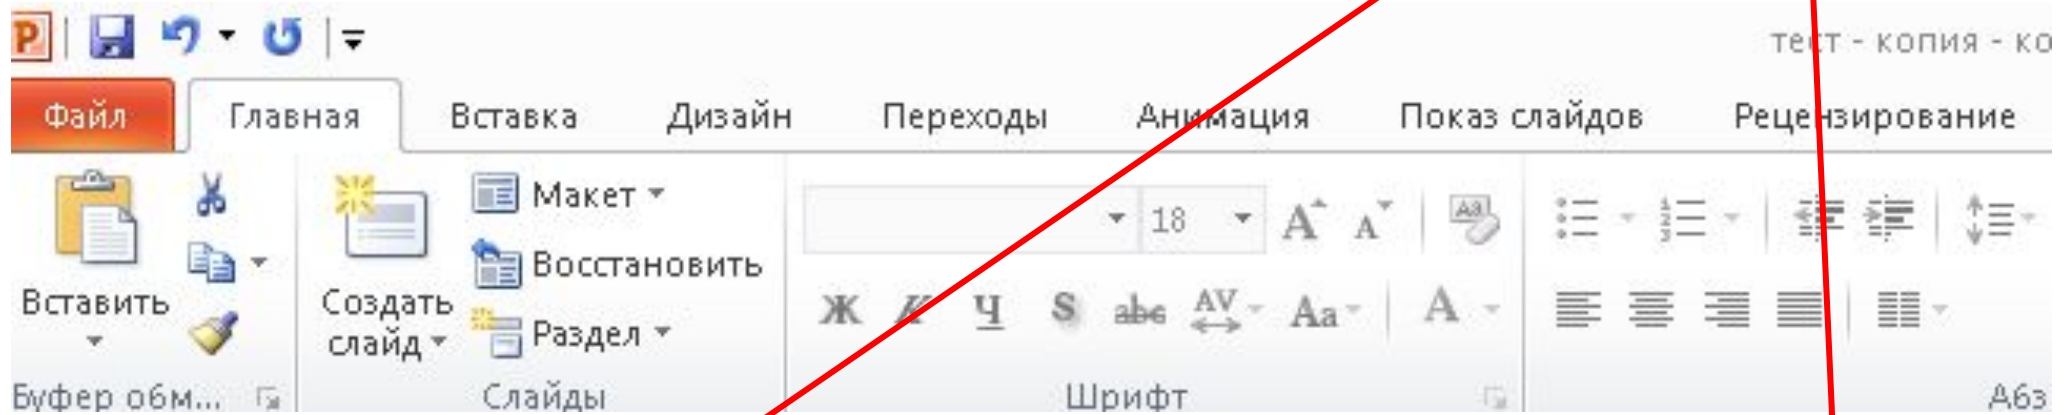 тест - копия - ко
Файл Главная Вставка Дизайн Переходы Анимация Показ слайдов Рецензирование
Макет
18 А А Аа
Восстановить
Вставить Создать слайд
Ж К Ч S abc AV Aa A
Раздел
Буфер обм... Слайды Шрифт Абз